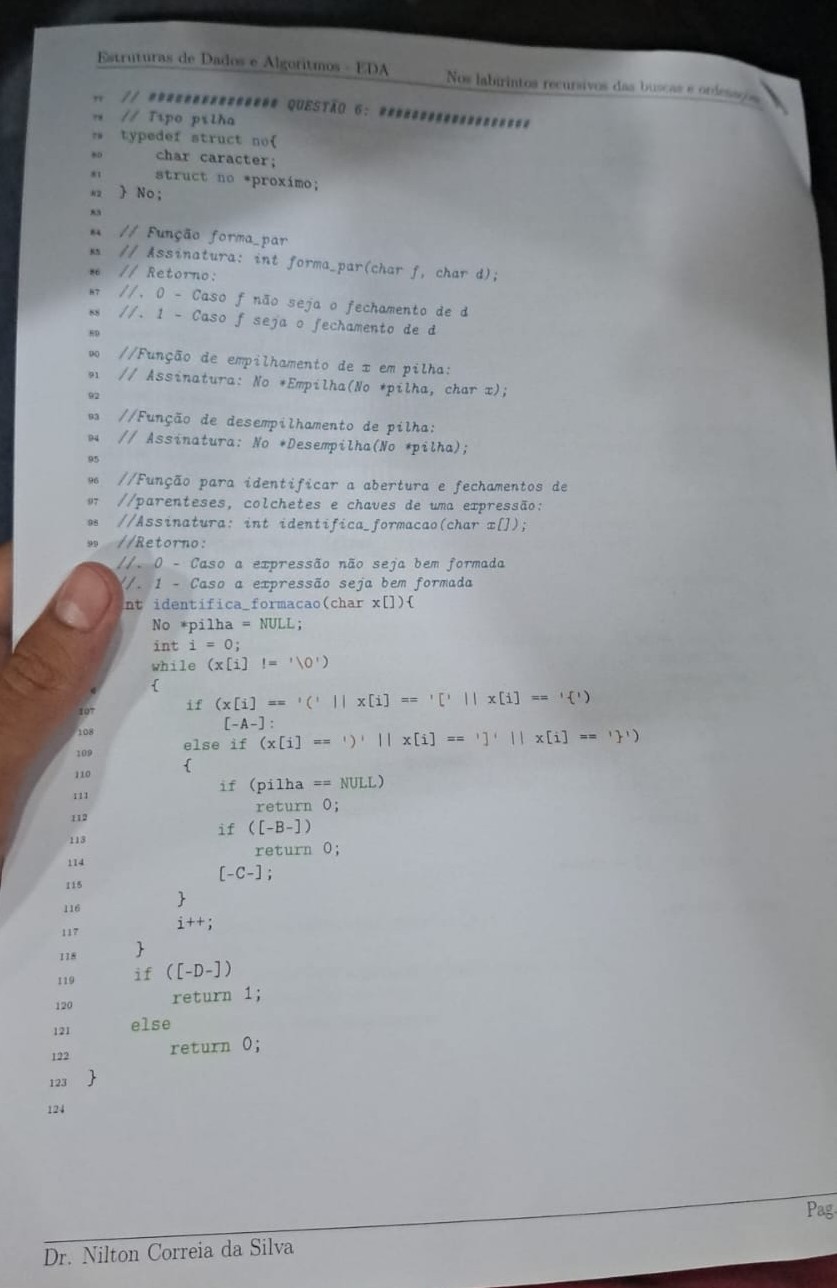 Estruturas de Dados e Algoritmos - EDA Nos labirintos recursivos das buscas e ordenações
77 // ############### QUESTÃO 6: ###################
78 // Tipo pilha
79 typedef struct no{
80 char caracter;
81 struct no *proximo;
82 } No;
83
84 // Função forma_par
85 // Assinatura: int forma_par(char f, char d);
86 // Retorno:
87 //. 0 - Caso f não seja o fechamento de d
88 //. 1 - Caso f seja o fechamento de d
89
90 //Função de empilhamento de x em pilha:
91 // Assinatura: No *Empilha(No *pilha, char x);
92
93 //Função de desempilhamento de pilha:
94 // Assinatura: No *Desempilha(No *pilha);
95
96 //Função para identificar a abertura e fechamentos de
97 //parenteses, colchetes e chaves de uma expressão:
98 //Assinatura: int identifica_formacao(char x[]);
99 //Retorno:
//. 0 - Caso a expressão não seja bem formada
//. 1 - Caso a expressão seja bem formada
nt identifica_formacao(char x[]){
No *pilha = NULL;
int i = 0;
while (x[i] != '\0')
6 {
107 if (x[i] == '(' || x[i] == '[' || x[i] == '{')
108 [-A-]:
109 else if (x[i] == ')' || x[i] == ']' || x[i] == '}')
110 {
111 if (pilha == NULL)
112 return 0;
113 if ([-B-])
114 return 0;
115 [-C-];
116 }
117 i++;
118 }
119 if ([-D-])
120 return 1;
121 else
122 return 0;
123 }
124
Dr. Nilton Correia da Silva Pag.